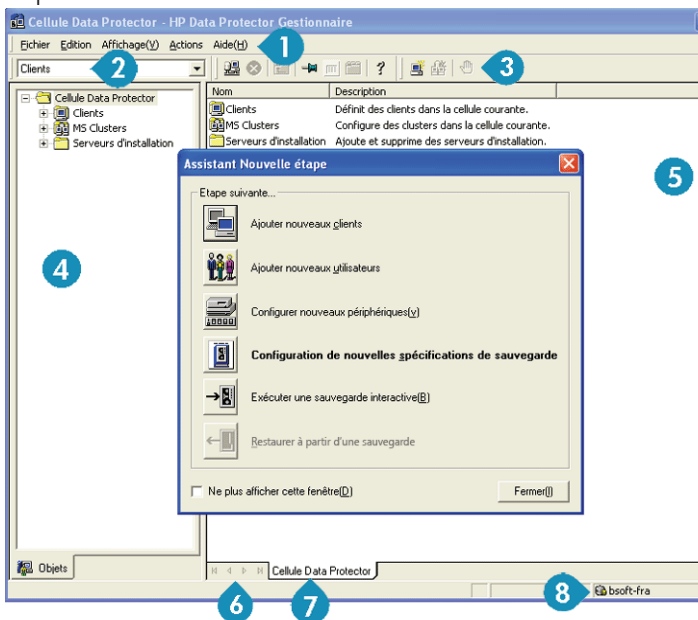 Cellule Data Protector - HP Data Protector Gestionnaire
Fichier Edition Affichage(V) Actions Aide(H)
1
Clients
2
?
3
Cellule Data Protector
Clients
MS Clusters
Serveurs d'installation
Nom Description
Clients Définit des clients dans la cellule courante.
MS Clusters Configure des clusters dans la cellule courante.
Serveurs d'installation Ajoute et supprime des serveurs d'installation.
4
5
Assistant Nouvelle étape
Etape suivante...
Ajouter nouveaux clients
Ajouter nouveaux utilisateurs
Configurer nouveaux périphériques(v)
Configuration de nouvelles spécifications de sauvegarde
Exécuter une sauvegarde interactive(B)
Restaurer à partir d'une sauvegarde
Ne plus afficher cette fenêtre(D)
Fermer(I)
Objets
Cellule Data Protector
6
7
8
bsoft-fra